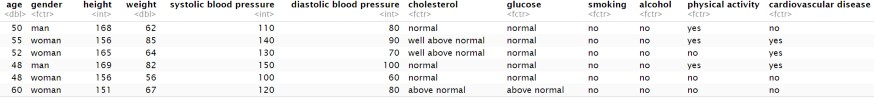 age gender height weight systolic blood pressure diastolic blood pressure cholesterol glucose smoking alcohol physical activity cardiovascular disease
<dbl> <fctr> <int> <int> <int> <int> <fctr> <fctr> <fctr> <fctr> <fctr> <fctr>
50 man 168 62 110 80 normal normal no no yes no
55 woman 156 85 140 90 well above normal normal no no yes yes
52 woman 165 64 130 70 well above normal normal no no no yes
48 man 169 82 150 100 normal normal no no yes yes
48 woman 156 56 100 60 normal normal no no no no
60 woman 151 67 120 80 above normal above normal no no no no